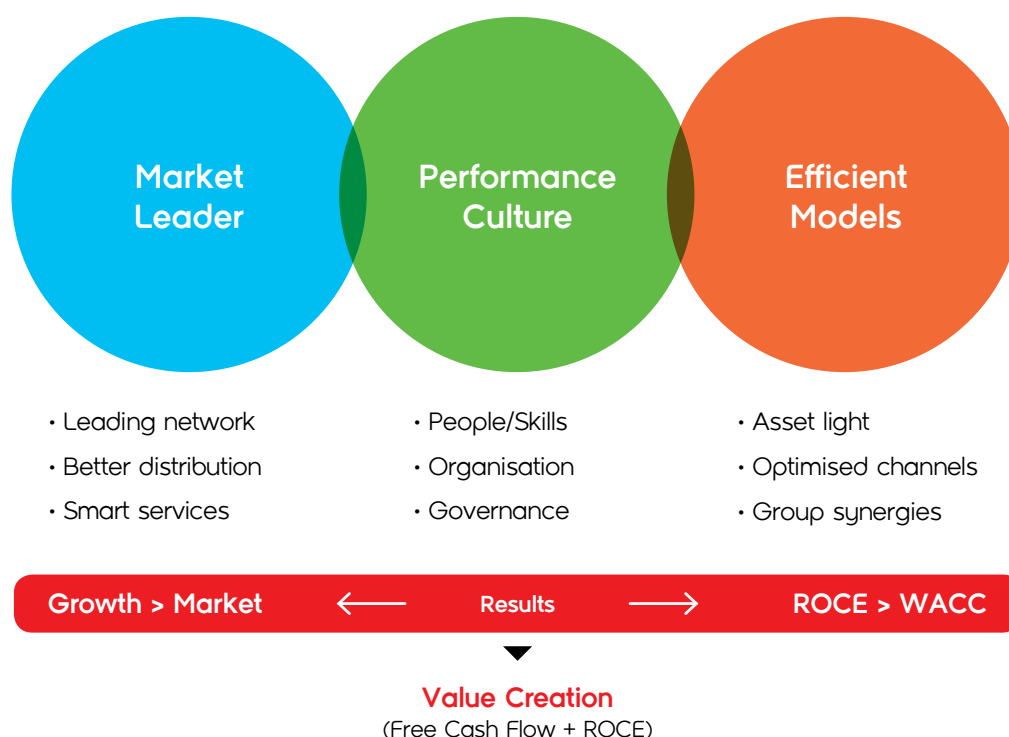 Market
Leader
Performance
Culture
Efficient
Models
· Leading network
· Better distribution
· Smart services
· People/Skills
· Organisation
· Governance
· Asset light
· Optimised channels
· Group synergies
Growth > Market
Results
ROCE > WACC
Value Creation
(Free Cash Flow + ROCE)